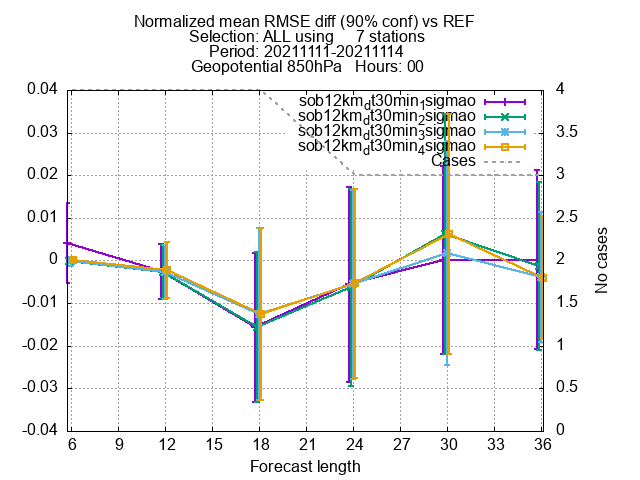 Normalized mean RMSE diff (90% conf) vs REF
Selection: ALL using 7 stations
Period: 20211111-20211114
Geopotential 850hPa Hours: 00
sob12km_dt30min_1sigmao
sob12km_dt30min_2sigmao
sob12km_dt30min_3sigmao
sob12km_dt30min_4sigmao
Cases
0.04
0.03
0.02
0.01
0
-0.01
-0.02
-0.03
-0.04
4
3.5
3
2.5
2
1.5
1
0.5
0
No cases
6 9 12 15 18 21 24 27 30 33 36
Forecast length